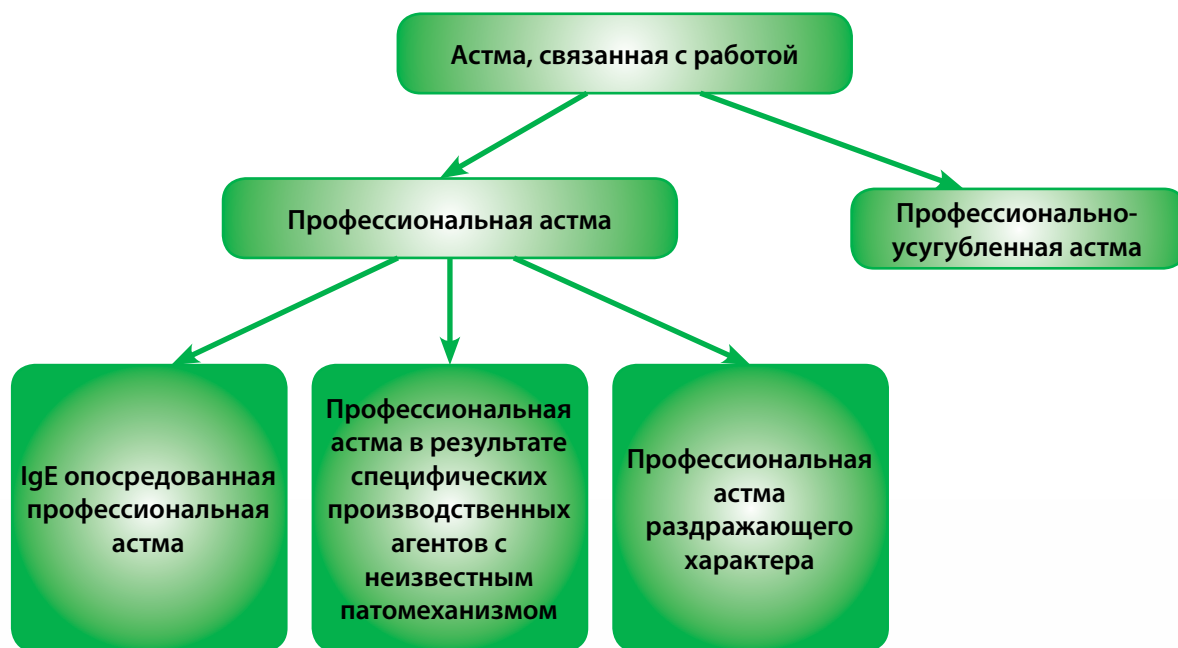 Астма, связанная с работой
Профессиональная астма
Профессионально-
усугубленная астма
IgE опосредованная
профессиональная
астма
Профессиональная
астма в результате
специфических
производственных
агентов с
неизвестным
патомеханизмом
Профессиональная
астма
раздражающего
характера